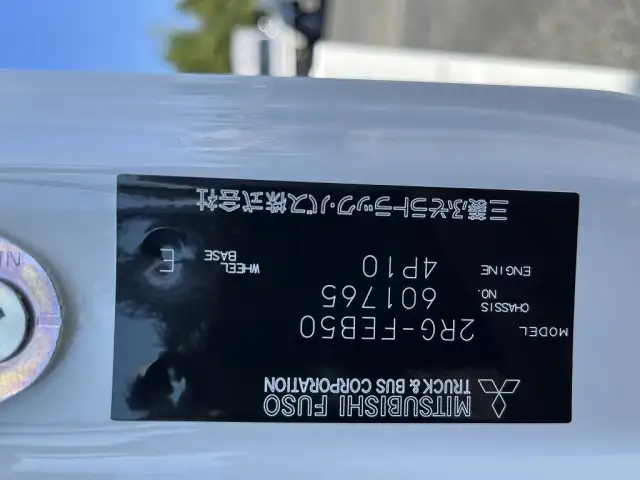 MITSUBISHI FUSO
TRUCK & BUS CORPORATION
MODEL 2RG-FEB50
CHASSIS NO. 601765
ENGINE 4P10
WHEEL BASE E
三菱ふそうトラック・バス株式会社